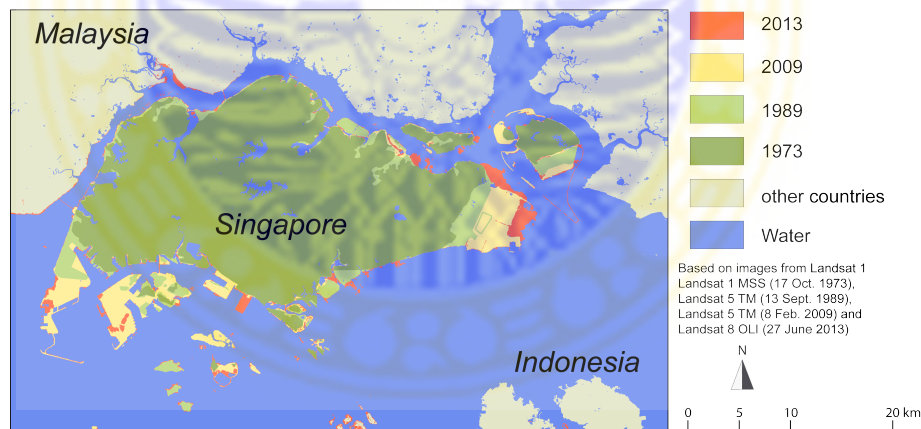 Malaysia
Singapore
Indonesia
2013
2009
1989
1973
other countries
Water
Based on images from Landsat 1
Landsat 1 MSS (17 Oct. 1973),
Landsat 5 TM (13 Sept. 1989),
Landsat 5 TM (8 Feb. 2009) and
Landsat 8 OLI (27 June 2013)
N
0 5 10 20 km